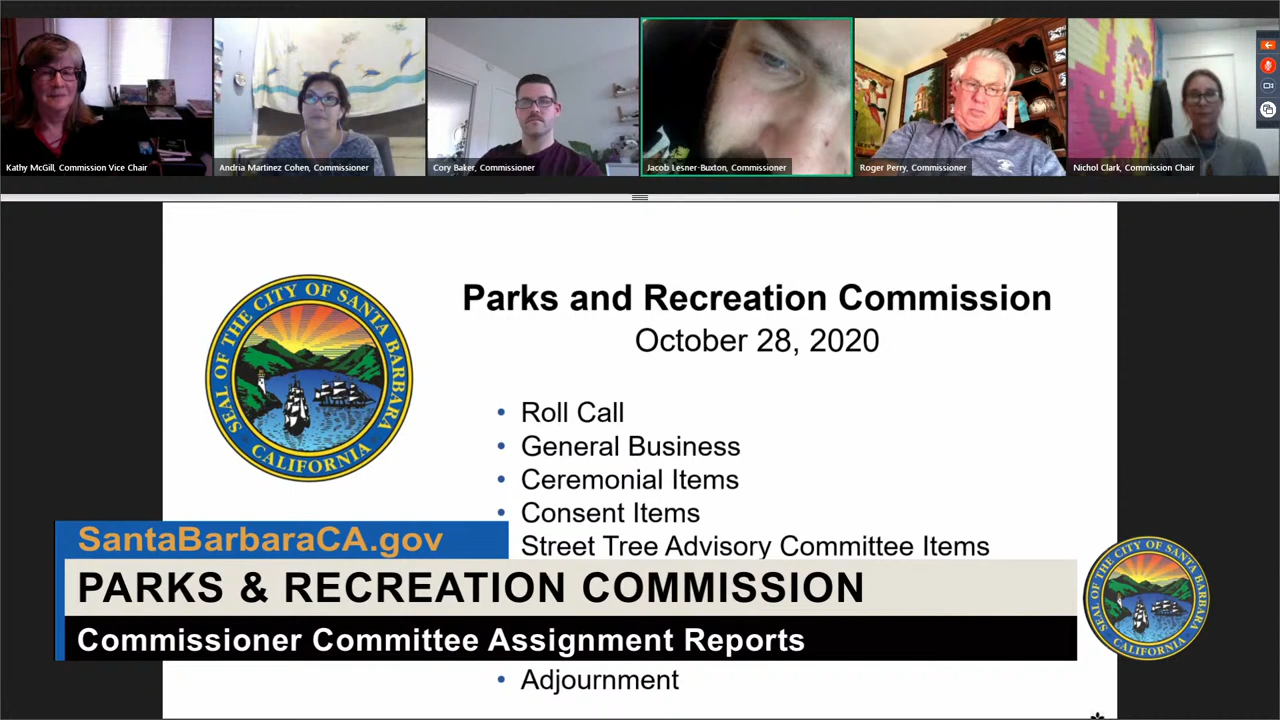 Kathy McGill, Commission Vice Chair
Andria Martinez Cohen, Commissioner
Cory Baker, Commissioner
Jacob Lesner-Buxton, Commissioner
Roger Perry, Commissioner
Nichol Clark, Commission Chair
SEAL OF THE CITY OF SANTA BARBARA
CALIFORNIA
Parks and Recreation Commission
October 28, 2020
• Roll Call
• General Business
• Ceremonial Items
• Consent Items
Street Tree Advisory Committee Items
SantaBarbaraCA.gov
PARKS & RECREATION COMMISSION
Commissioner Committee Assignment Reports
SEAL OF THE CITY OF SANTA BARBARA
CALIFORNIA
• Adjournment